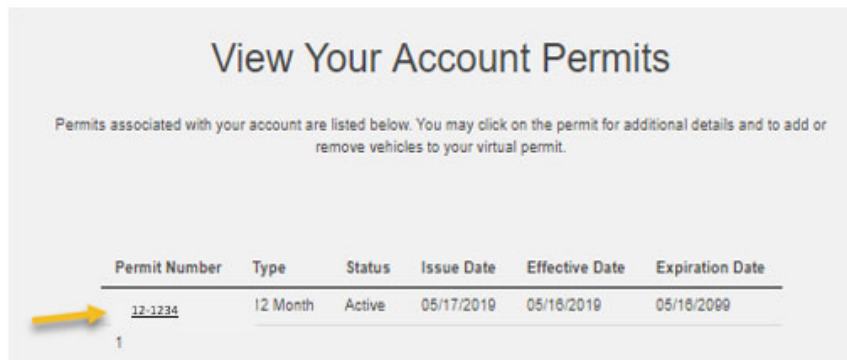 View Your Account Permits
Permits associated with your account are listed below. You may click on the permit for additional details and to add or
remove vehicles to your virtual permit.
Permit Number Type Status Issue Date Effective Date Expiration Date
12-1234 12 Month Active 05/17/2019 05/16/2019 05/16/2099
1